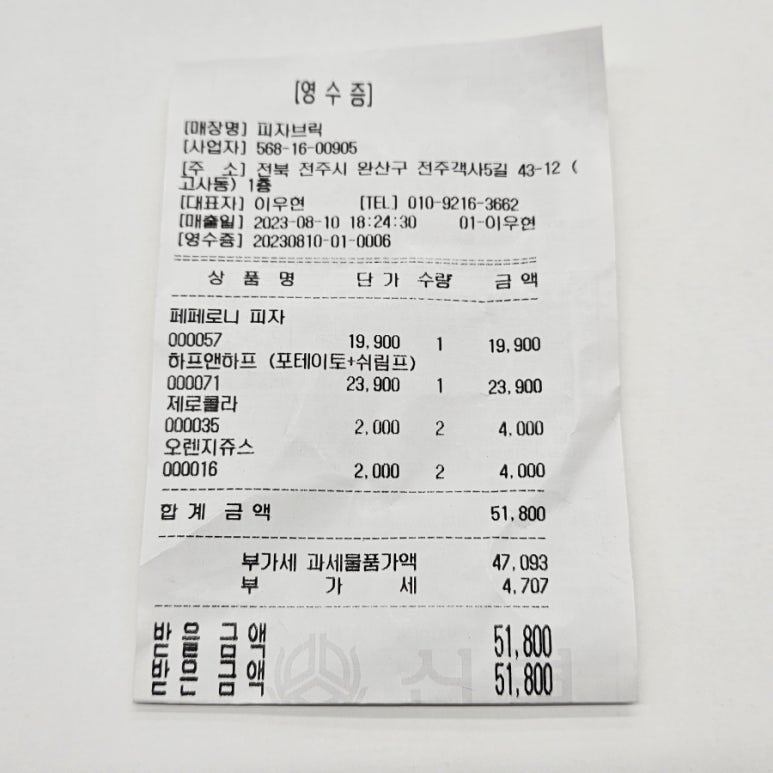 [영 수 증]
[매장명] 피자브릭
[사업자] 568-16-00905
[주 소] 전북 전주시 완산구 전주객사5길 43-12 (
고사동) 1층
[대표자] 이우현 [TEL] 010-9216-3662
[매출일] 2023-08-10 18:24:30 01-이우현
[영수증] 20230810-01-0006
상 품 명 단 가 수량 금 액
페페로니 피자
000057 19,900 1 19,900
하프앤하프 (포테이토+쉬림프)
000071 23,900 1 23,900
제로콜라
000035 2,000 2 4,000
오렌지쥬스
000016 2,000 2 4,000
합 계 금 액 51,800
부가세 과세물품가액 47,093
부 가 세 4,707
받 을 금 액 51,800
받 은 금 액 51,800